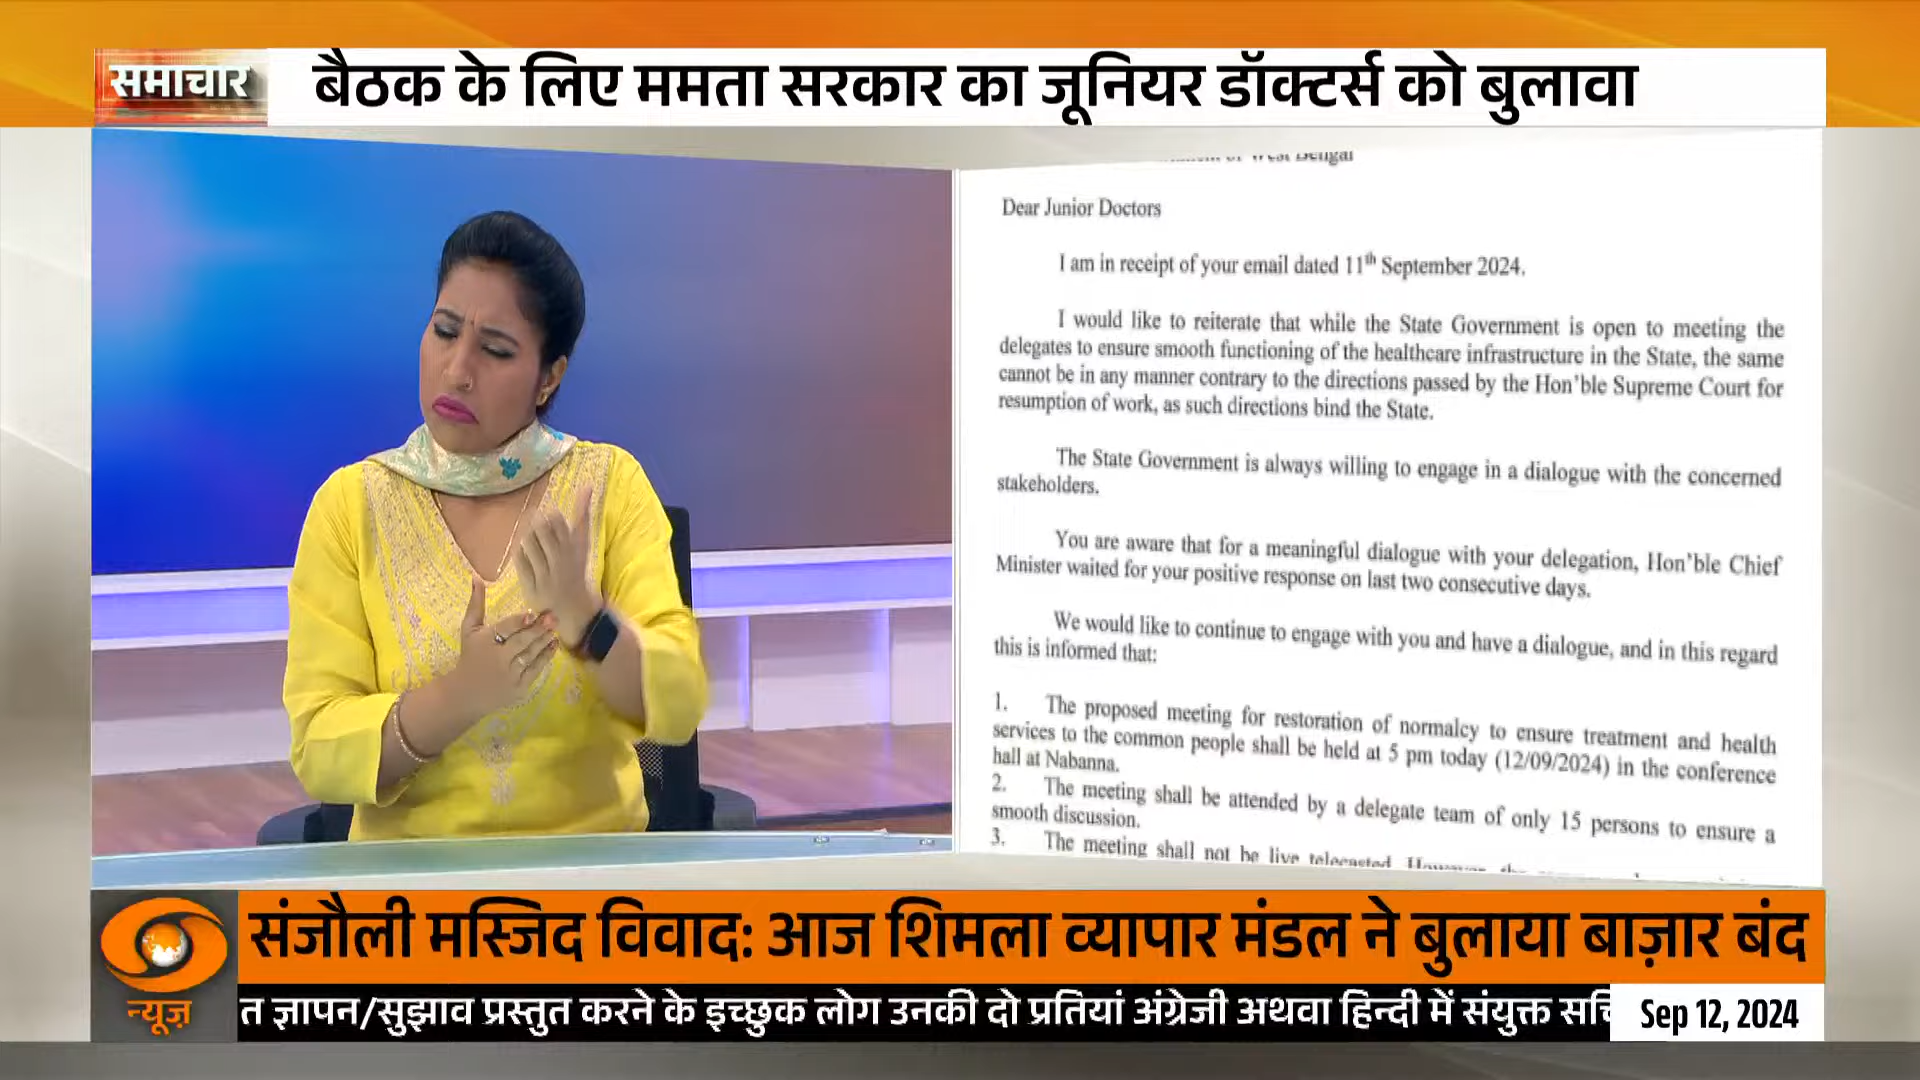 समाचार
बैठक के लिए ममता सरकार का जूनियर डॉक्टर्स को बुलावा
of West Bengal
Dear Junior Doctors
I am in receipt of your email dated 11th September 2024.
I would like to reiterate that while the State Government is open to meeting the
delegates to ensure smooth functioning of the healthcare infrastructure in the State, the same
cannot be in any manner contrary to the directions passed by the Hon'ble Supreme Court for
resumption of work, as such directions bind the State.
The State Government is always willing to engage in a dialogue with the concerned
stakeholders.
You are aware that for a meaningful dialogue with your delegation, Hon'ble Chief
Minister waited for your positive response on last two consecutive days.
We would like to continue to engage with you and have a dialogue, and in this regard
this is informed that:
1. The proposed meeting for restoration of normalcy to ensure treatment and health
services to the common people shall be held at 5 pm today (12/09/2024) in the conference
hall at Nabanna.
2. The meeting shall be attended by a delegate team of only 15 persons to ensure a
smooth discussion.
3. The meeting shall not be live telecasted. However, the
संजौली मस्जिद विवाद: आज शिमला व्यापार मंडल ने बुलाया बाज़ार बंद
न्यूज़
त ज्ञापन/सुझाव प्रस्तुत करने के इच्छुक लोग उनकी दो प्रतियां अंग्रेजी अथवा हिन्दी में संयुक्त सचि
Sep 12, 2024